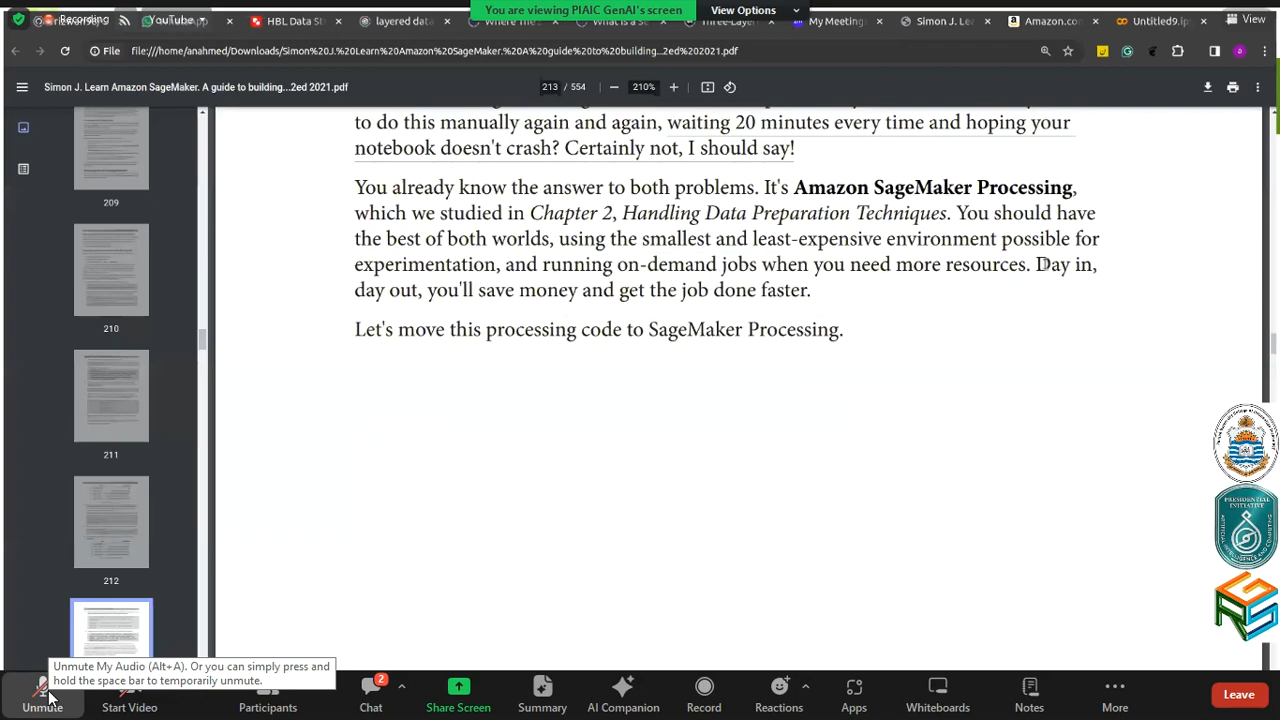 You are viewing PIAIC GenAI's screen
View Options
View
Recording
YouTube
HBL Data St
layered data
Where
What is a se
Three-Layer
My Meeting
Simon J. Le
Amazon.co
Untitled9.ip
File
file:///home/anahmed/Downloads/Simon%20J.%20Learn%20Amazon%20SageMaker.%20A%20guide%20to%20building...2ed%202021.pdf
Simon J. Learn Amazon SageMaker. A guide to building...2ed 2021.pdf
213 / 554
210%
to do this manually again and again, waiting 20 minutes every time and hoping your
notebook doesn't crash? Certainly not, I should say!
You already know the answer to both problems. It's Amazon SageMaker Processing,
which we studied in Chapter 2, Handling Data Preparation Techniques. You should have
the best of both worlds, using the smallest and least-expensive environment possible for
experimentation, and running on-demand jobs when you need more resources. Day in,
day out, you'll save money and get the job done faster.
Let's move this processing code to SageMaker Processing.
209
210
211
212
PRESIDENTIAL
INITIATIVE
Unmute My Audio (Alt+A). Or you can simply press and
hold the space bar to temporarily unmute.
Unmute
Start Video
Participants
2
Chat
Share Screen
Summary
AI Companion
Record
Reactions
Apps
Whiteboards
Notes
More
Leave